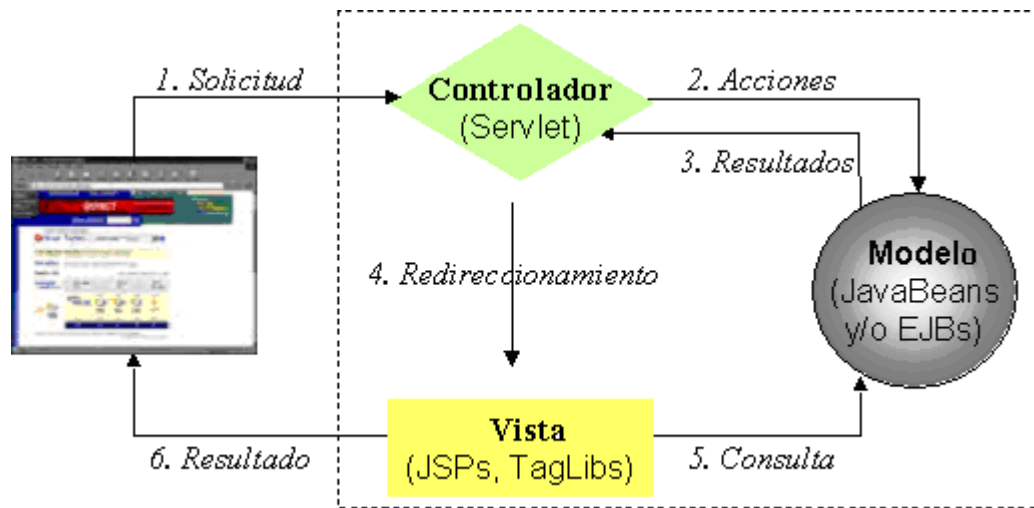 1. Solicitud
Controlador
(Servlet)
2. Acciones
3. Resultados
4. Redireccionamiento
Modelo
(JavaBeans
y/o EJBs)
Vista
(JSPs, TagLibs)
5. Consulta
6. Resultado